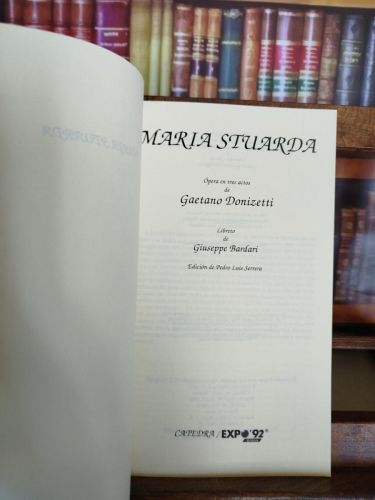 MARIA STUARDA
Ópera en tres actos
de
Gaetano Donizetti
Libreto
de
Giuseppe Bardari
Edición de Pedro Luis Serrera
CATEDRA / EXPO'92®